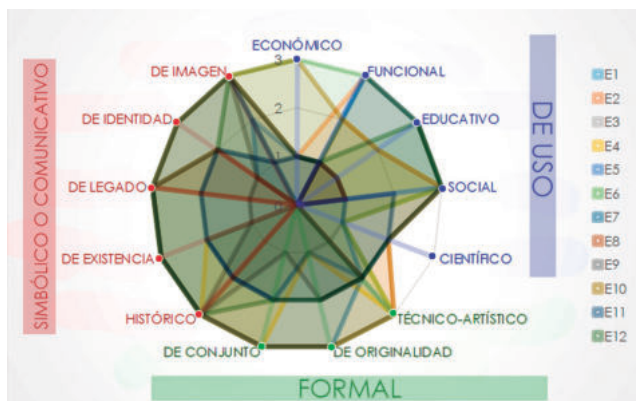 ECONÓMICO
3
DE IMAGEN
FUNCIONAL
2
DE IDENTIDAD
EDUCATIVO
1
DE LEGADO
SOCIAL
DE EXISTENCIA
CIENTÍFICO
HISTÓRICO
TÉCNICO-ARTÍSTICO
DE CONJUNTO
DE ORIGINALIDAD
SIMBÓLICO O COMUNICATIVO
DE USO
FORMAL
E1
E2
E3
E4
E5
E6
E7
E8
E9
E10
E11
E12